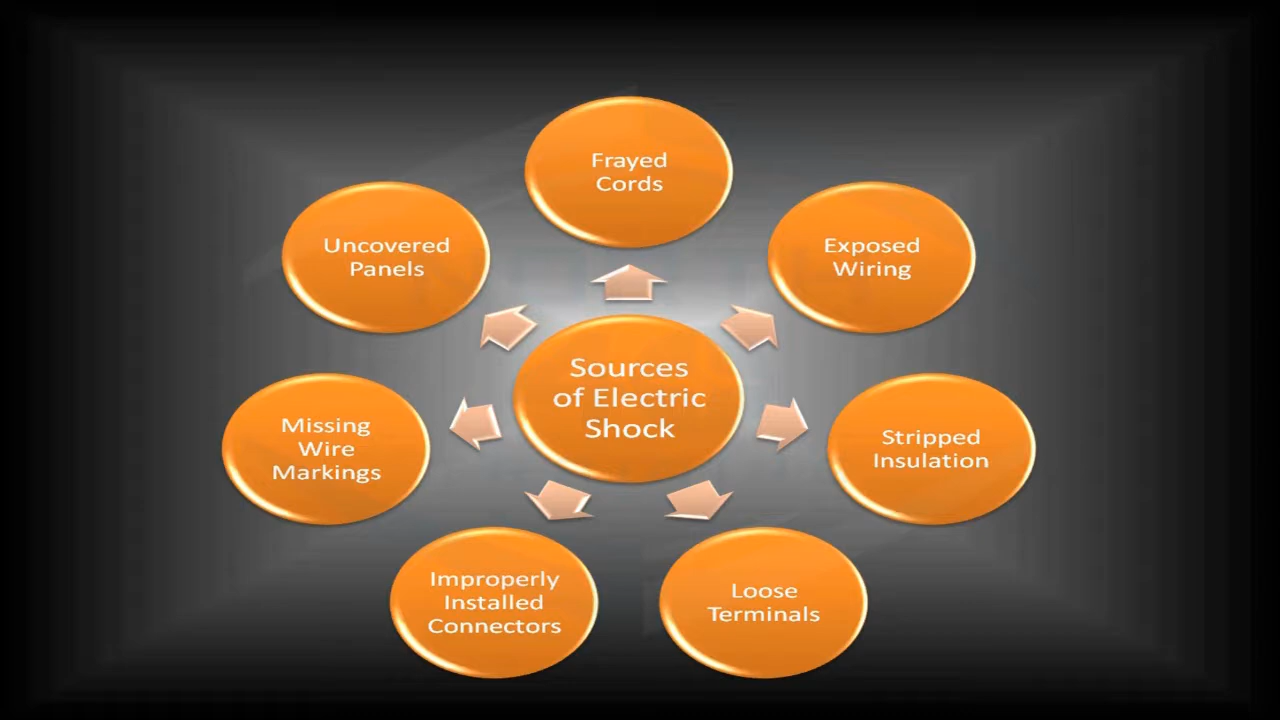 Frayed
Cords
Uncovered
Panels
Exposed
Wiring
Sources
of Electric
Shock
Missing
Wire
Markings
Stripped
Insulation
Improperly
Installed
Connectors
Loose
Terminals